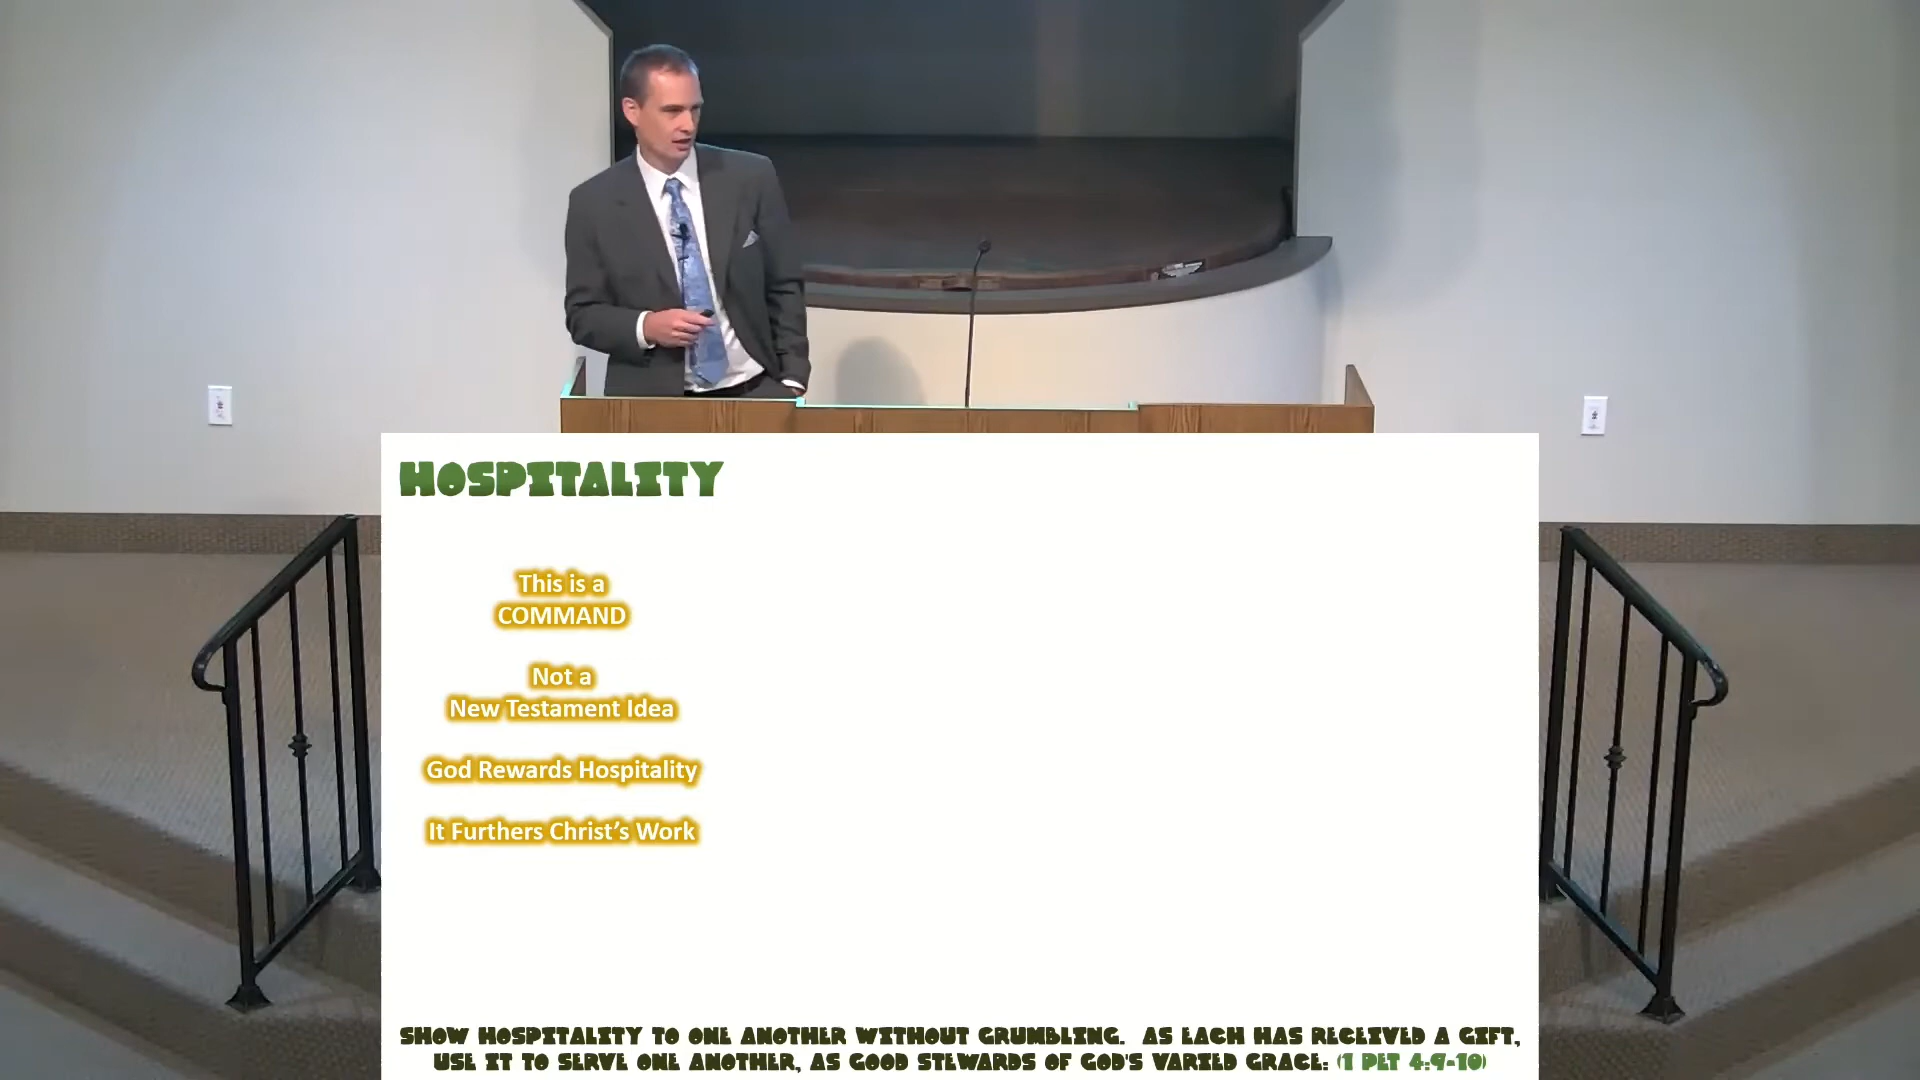 HOSPITALITY
This is a
COMMAND
Not a
New Testament Idea
God Rewards Hospitality
It Furthers Christ's Work
SHOW HOSPITALITY TO ONE ANOTHER WITHOUT GRUMBLING. AS EACH HAS RECEIVED A GIFT,
USE IT TO SERVE ONE ANOTHER, AS GOOD STEWARDS OF GOD'S VARIED GRACE: (1 PET 4:9-10)